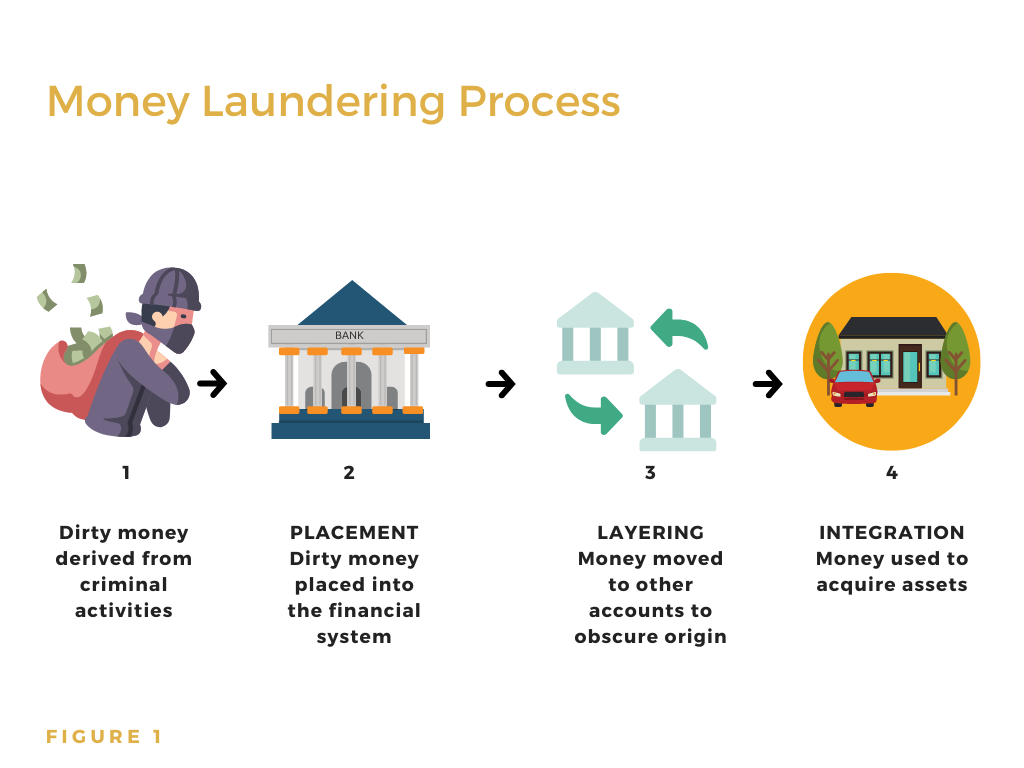 Money Laundering Process
BANK
1
Dirty money
derived from
criminal
activities
2
PLACEMENT
Dirty money
placed into
the financial
system
3
LAYERING
Money moved
to other
accounts to
obscure origin
4
INTEGRATION
Money used to
acquire assets
FIGURE 1